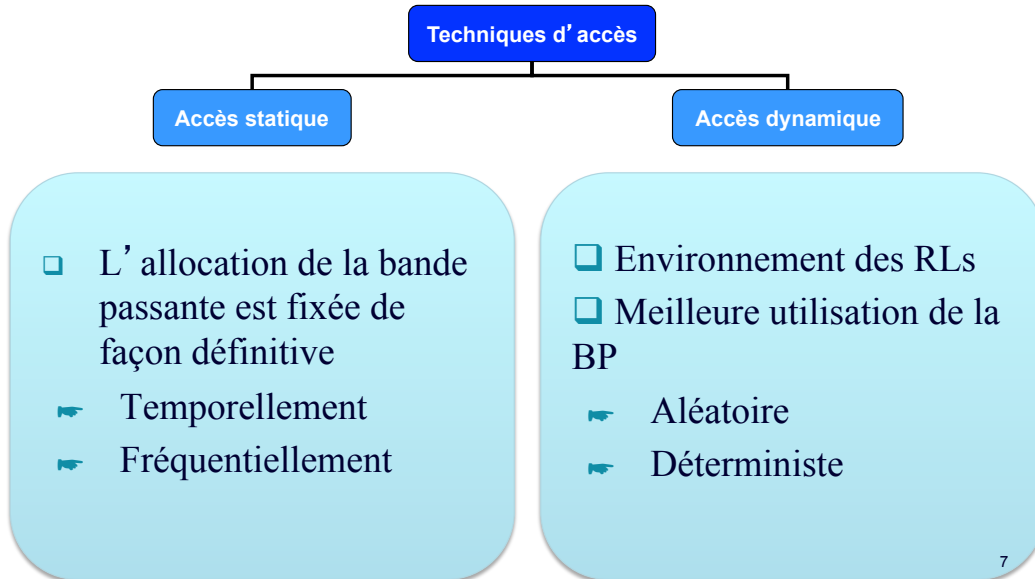 Techniques d’accès
Accès statique
Accès dynamique
❑ L’allocation de la bande
passante est fixée de
façon définitive
☛ Temporellement
☛ Fréquentiellement
❑ Environnement des RLs
❑ Meilleure utilisation de la
BP
☛ Aléatoire
☛ Déterministe
7